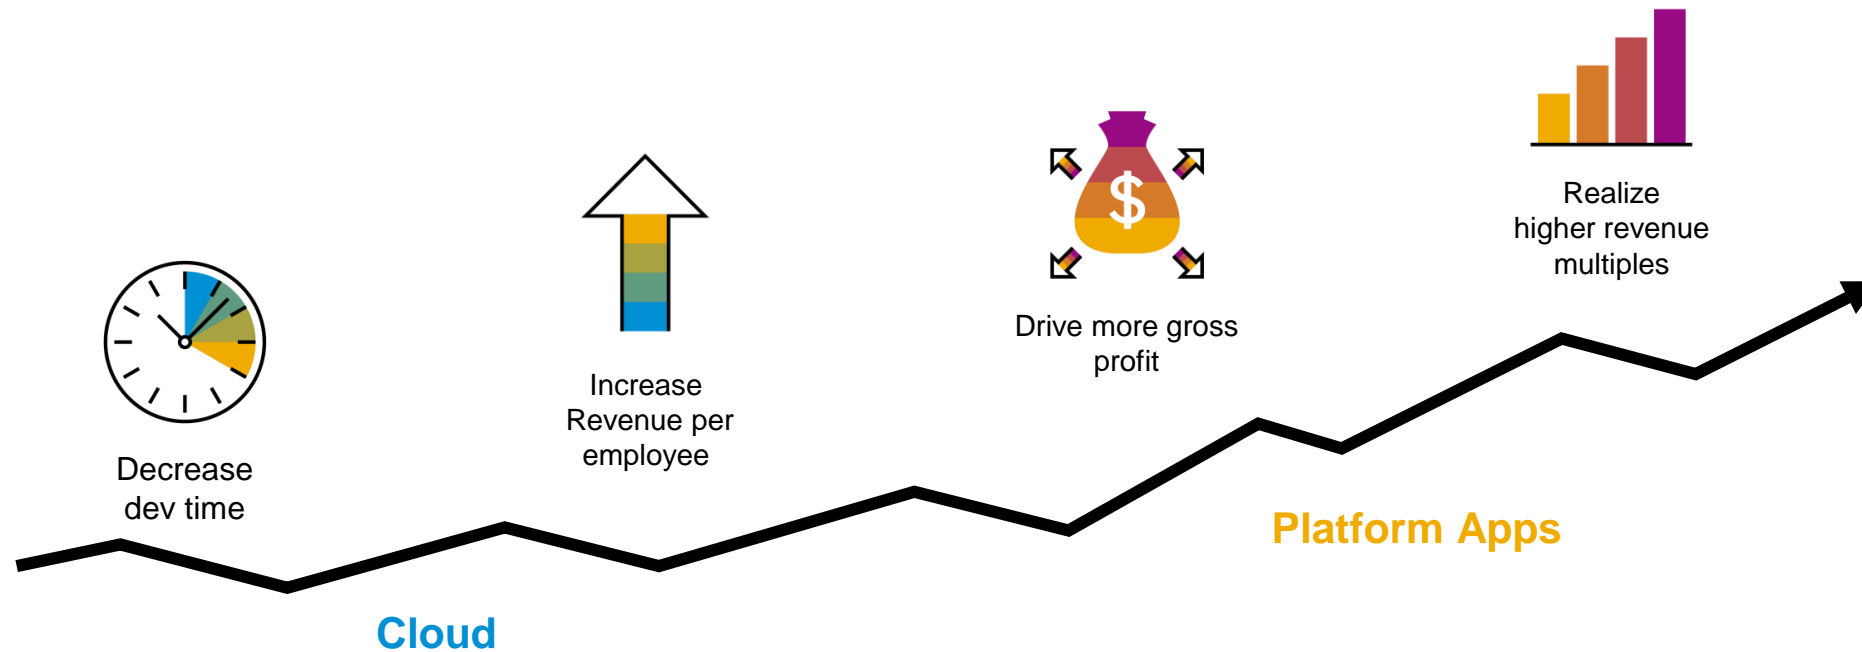 Decrease
dev time
Increase
Revenue per
employee
$
Drive more gross
profit
Realize
higher revenue
multiples
Cloud
Platform Apps